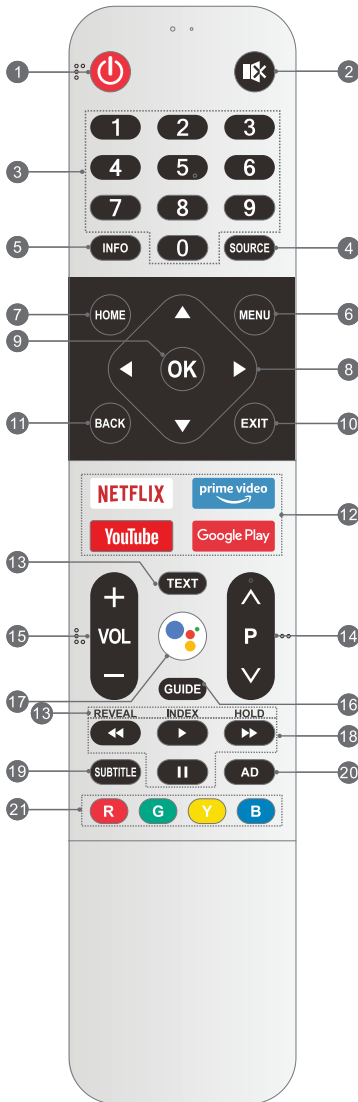 1 2
1 2 3
3 4 5 6
7 8 9
5 INFO 0 SOURCE 4
7 HOME MENU 6
9 OK 8
11 BACK EXIT 10
NETFLIX prime video 12
YouTube Google Play
13 TEXT
15 VOL P 14
17 GUIDE 16
13 REVEAL INDEX HOLD
18
19 SUBTITLE AD 20
21 R G Y B